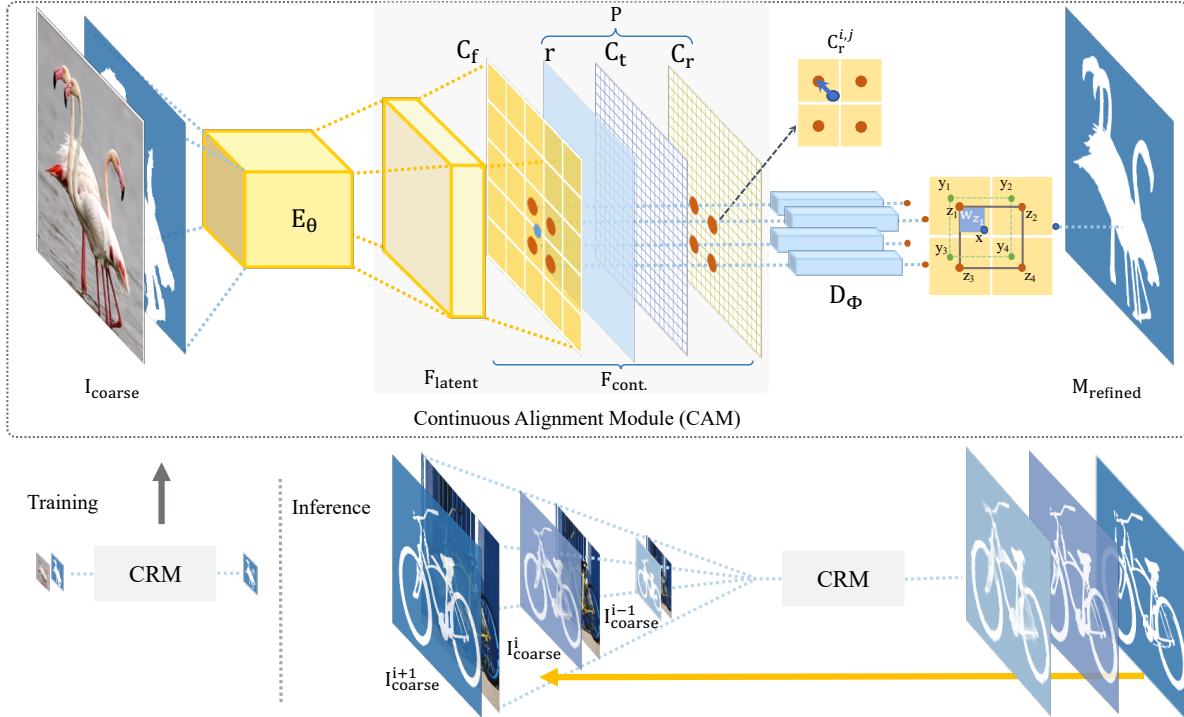 P
C_f
r
C_t
C_r
C_r^{i,j}
E_θ
y_1
y_2
z_1
w_{z_1}
z_2
x
y_3
y_4
z_3
z_4
D_Φ
F_latent
F_cont.
I_coarse
M_refined
Continuous Alignment Module (CAM)
Training
Inference
CRM
CRM
I_coarse^{i−1}
I_coarse^{i}
I_coarse^{i+1}